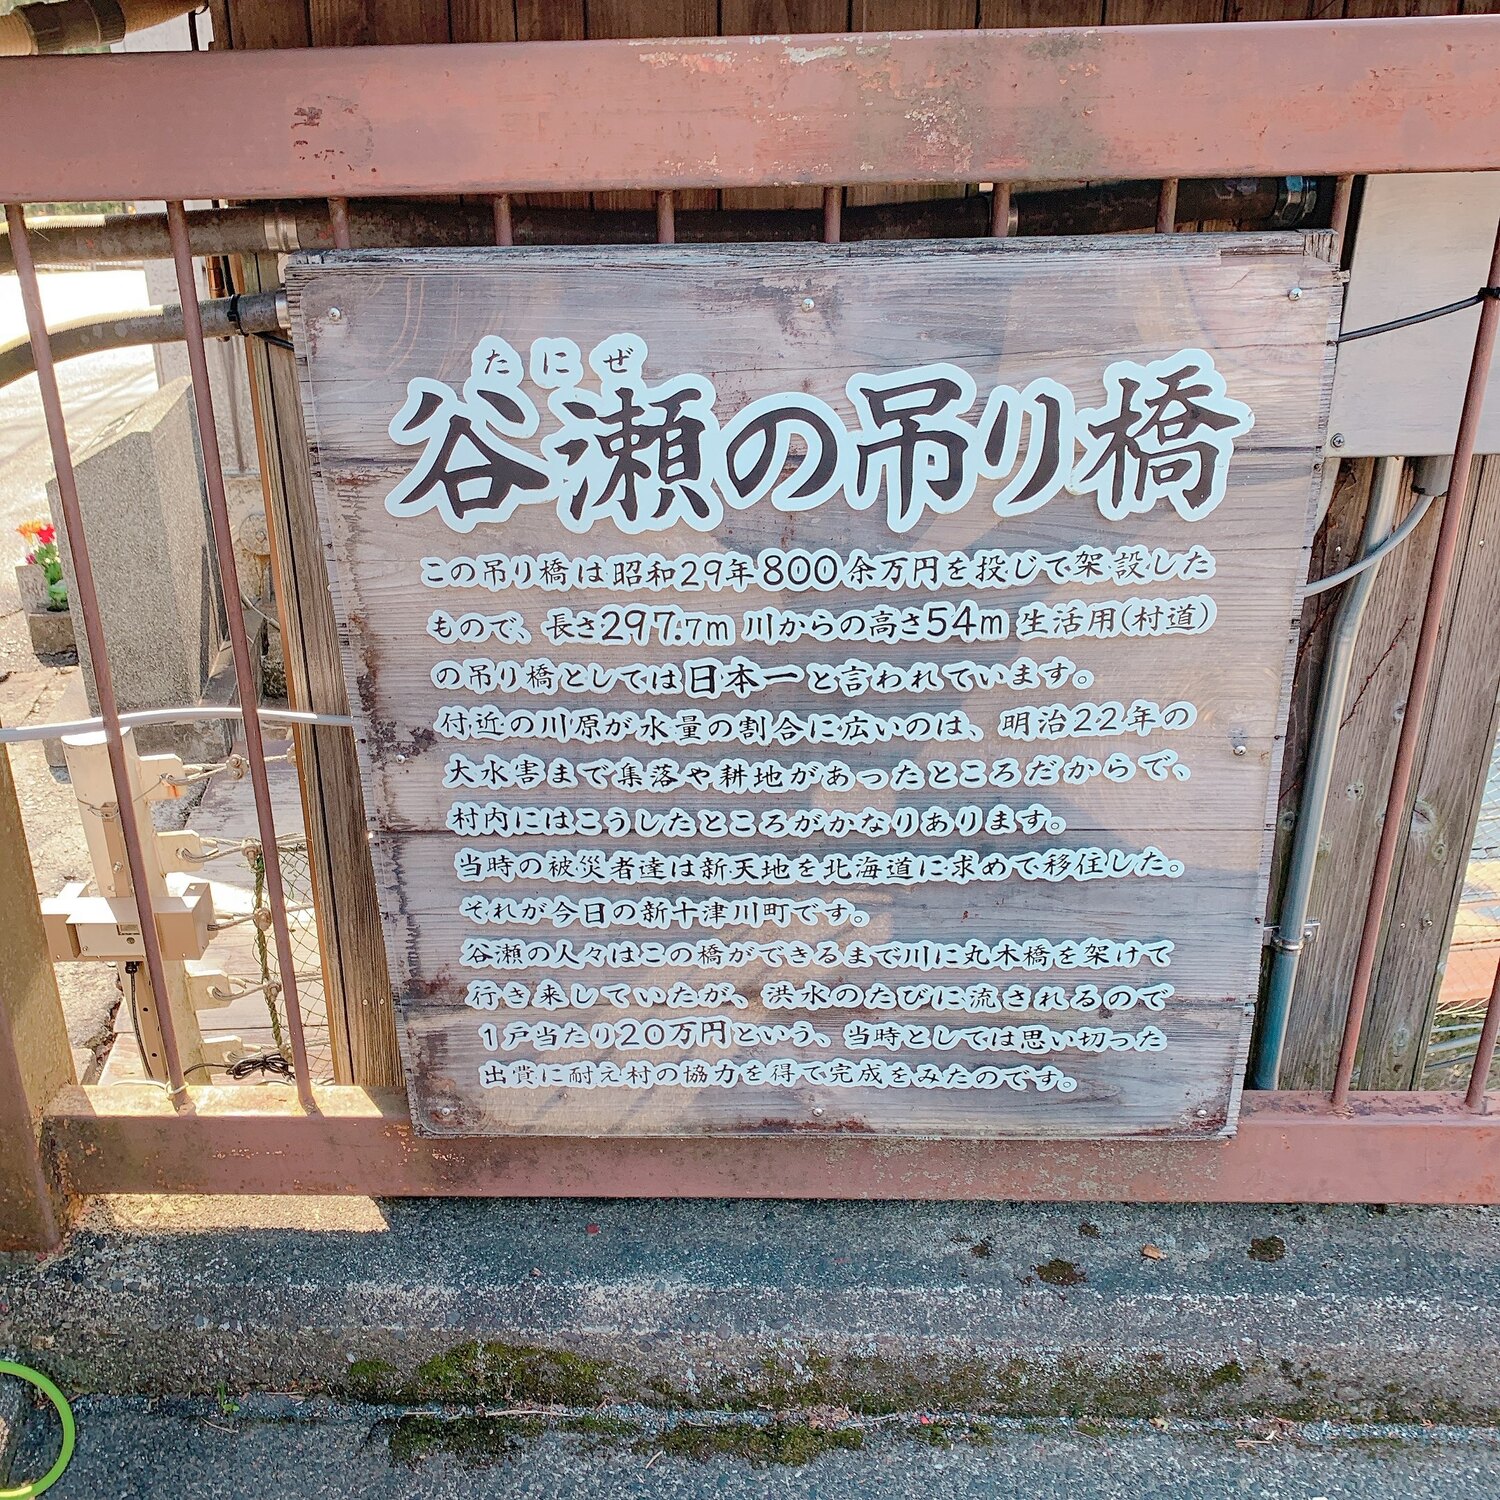 たにぜ
谷瀬の吊り橋
この吊り橋は昭和29年800余万円を投じて架設した
もので、長さ297.7m 川からの高さ54m 生活用(村道)
の吊り橋としては日本一と言われています。
付近の川原が水量の割合に広いのは、明治22年の
大水害まで集落や耕地があったところだからで、
村内にはこうしたところがかなりあります。
当時の被災者達は新天地を北海道に求めて移住した。
それが今日の新十津川町です。
谷瀬の人々はこの橋ができるまで川に丸木橋を架けて
行き来していたが、洪水のたびに流されるので
1戸当たり20万円という、当時としては思い切った
出費に耐え村の協力を得て完成をみたのです。